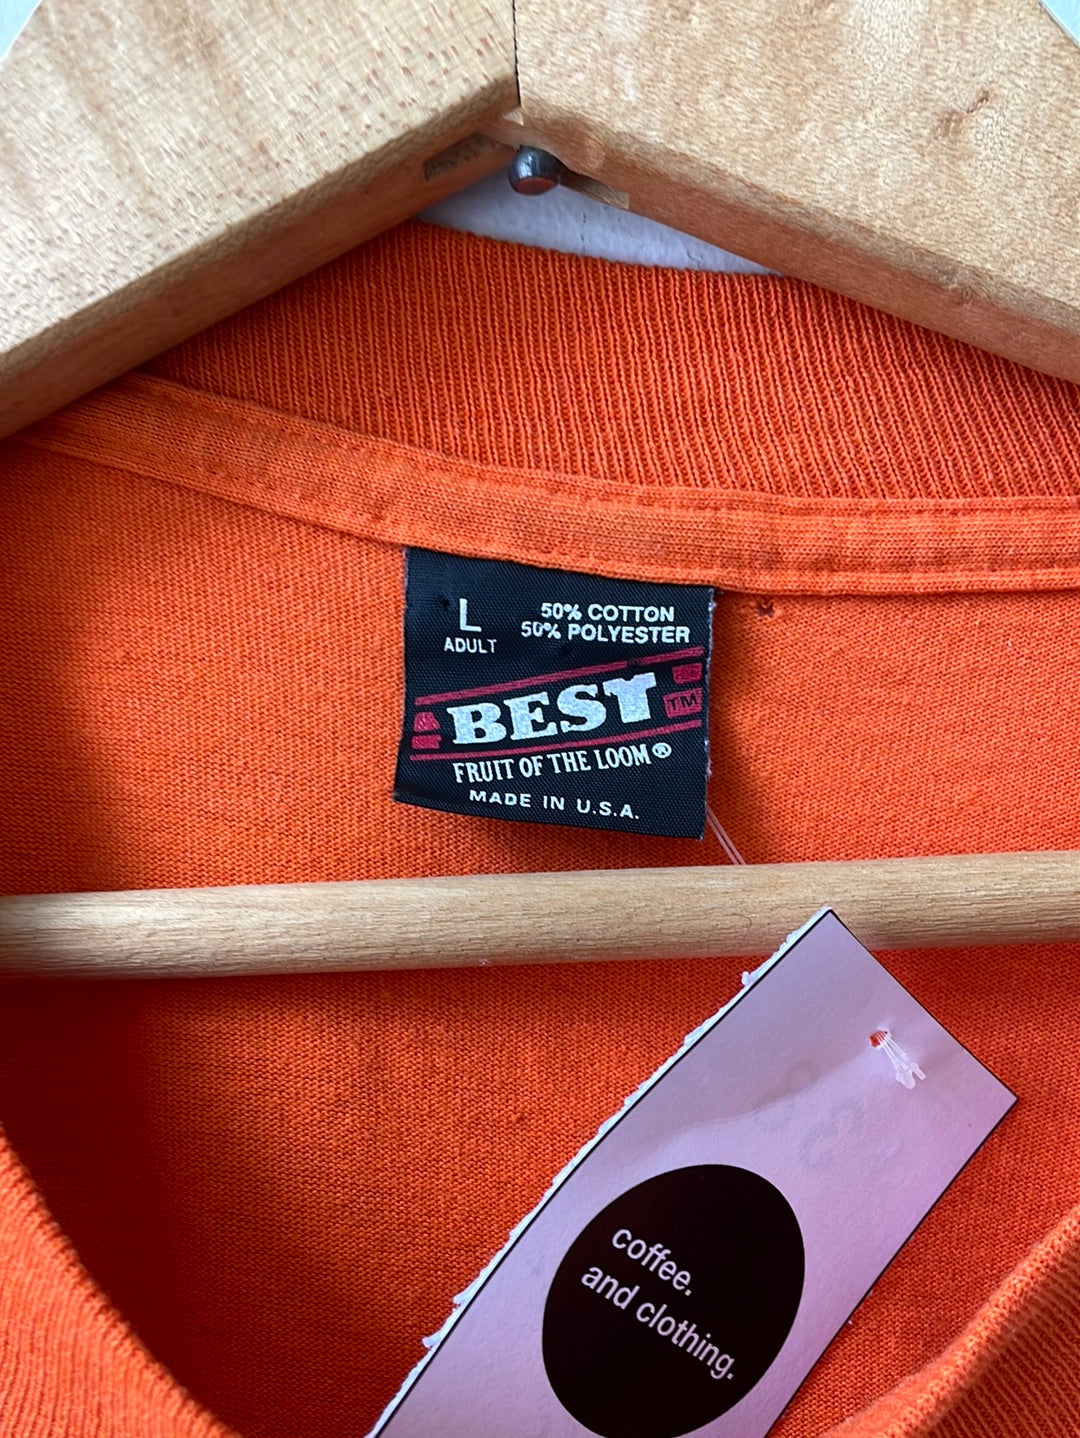 L
ADULT
50% COTTON
50% POLYESTER
BEST
TM
FRUIT OF THE LOOM®
MADE IN U.S.A.
coffee.
and clothing.